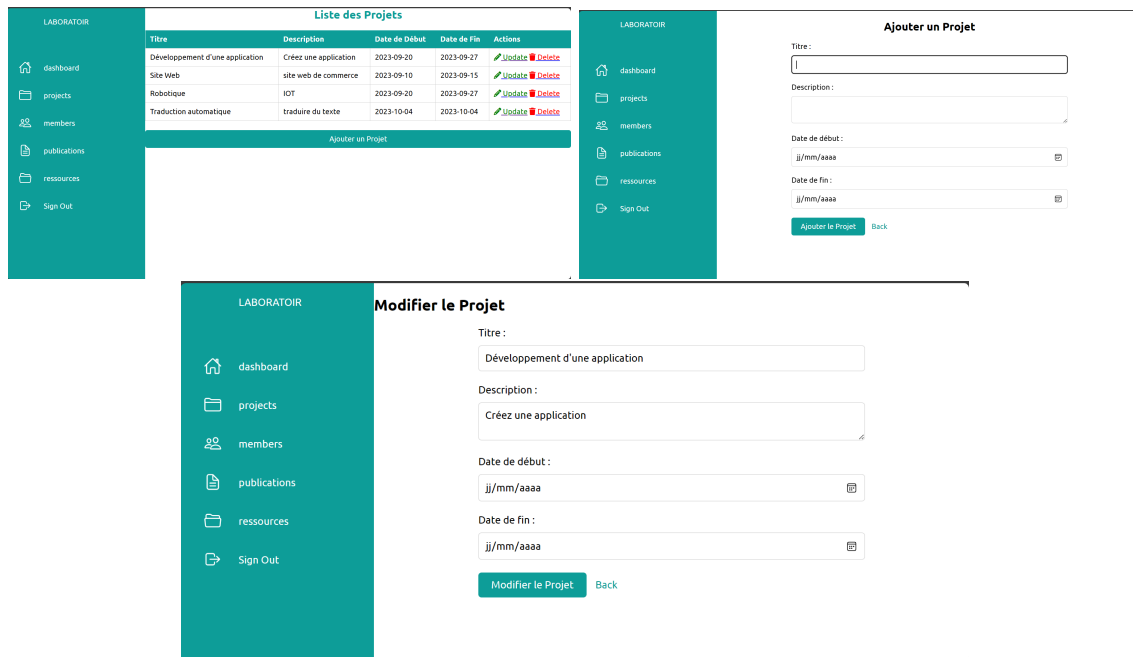 LABORATOIR
dashboard
projects
members
publications
ressources
Sign Out
Liste des Projets
Titre Description Date de Début Date de Fin Actions
Développement d'une application Créez une application 2023-09-20 2023-09-27 Update Delete
Site Web site web de commerce 2023-09-10 2023-09-15 Update Delete
Robotique IOT 2023-09-20 2023-09-27 Update Delete
Traduction automatique traduire du texte 2023-10-04 2023-10-04 Update Delete
Ajouter un Projet
LABORATOIR
dashboard
projects
members
publications
ressources
Sign Out
Ajouter un Projet
Titre :
Description :
Date de début :
jj/mm/aaaa
Date de fin :
jj/mm/aaaa
Ajouter le Projet Back
LABORATOIR
dashboard
projects
members
publications
ressources
Sign Out
Modifier le Projet
Titre :
Développement d'une application
Description :
Créez une application
Date de début :
jj/mm/aaaa
Date de fin :
jj/mm/aaaa
Modifier le Projet Back